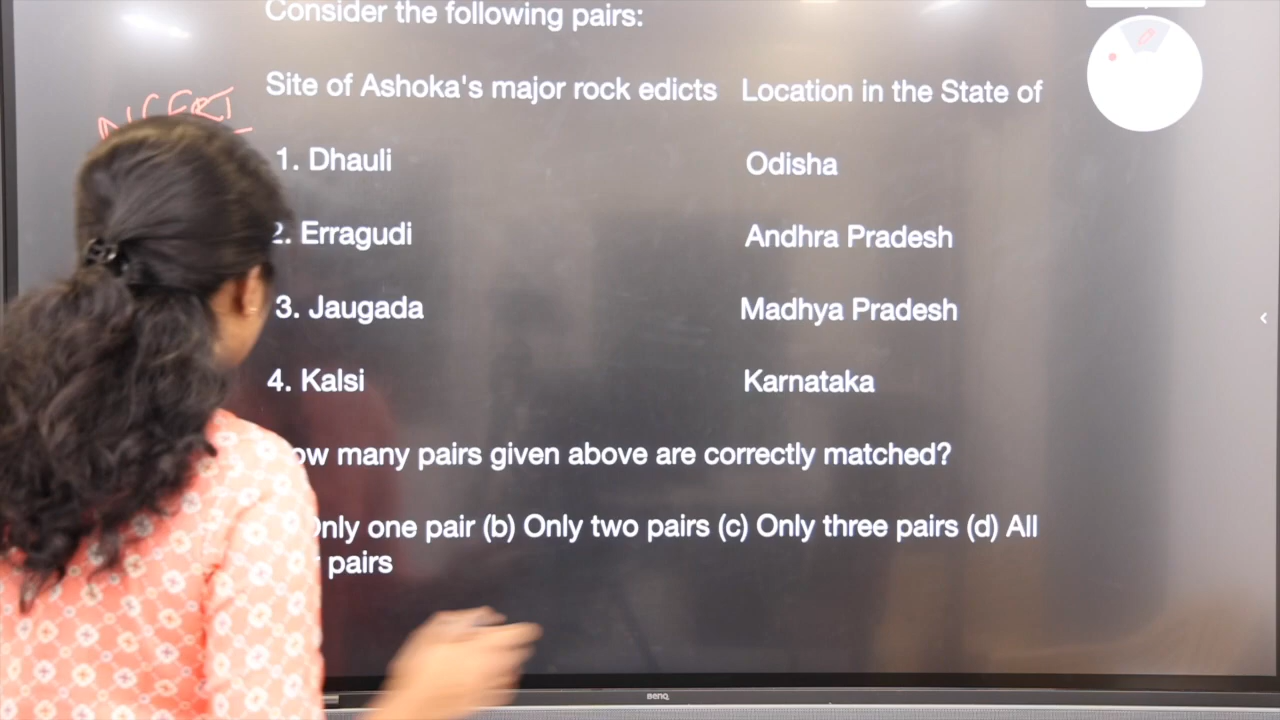 Consider the following pairs:
Site of Ashoka's major rock edicts Location in the State of
NCERT
1. Dhauli Odisha
2. Erragudi Andhra Pradesh
3. Jaugada Madhya Pradesh
4. Kalsi Karnataka
ow many pairs given above are correctly matched?
Only one pair (b) Only two pairs (c) Only three pairs (d) All
pairs
BenQ